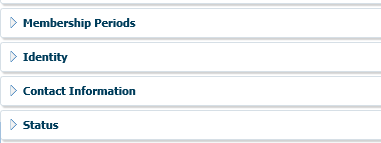 Membership Periods
Identity
Contact Information
Status